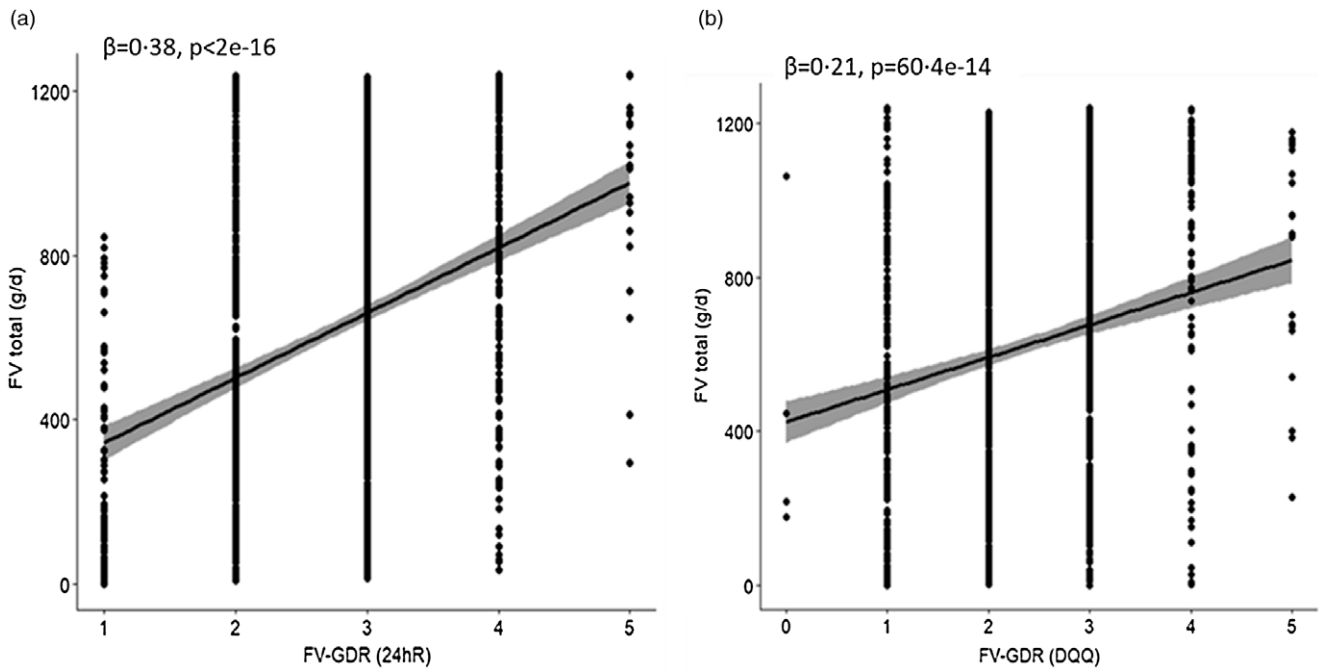 (a)
β=0·38, p<2e-16
1200
800
400
0
FV total (g/d)
1 2 3 4 5
FV-GDR (24hR)
(b)
β=0·21, p=60·4e-14
1200
800
400
0
FV total (g/d)
0 1 2 3 4 5
FV-GDR (DQQ)